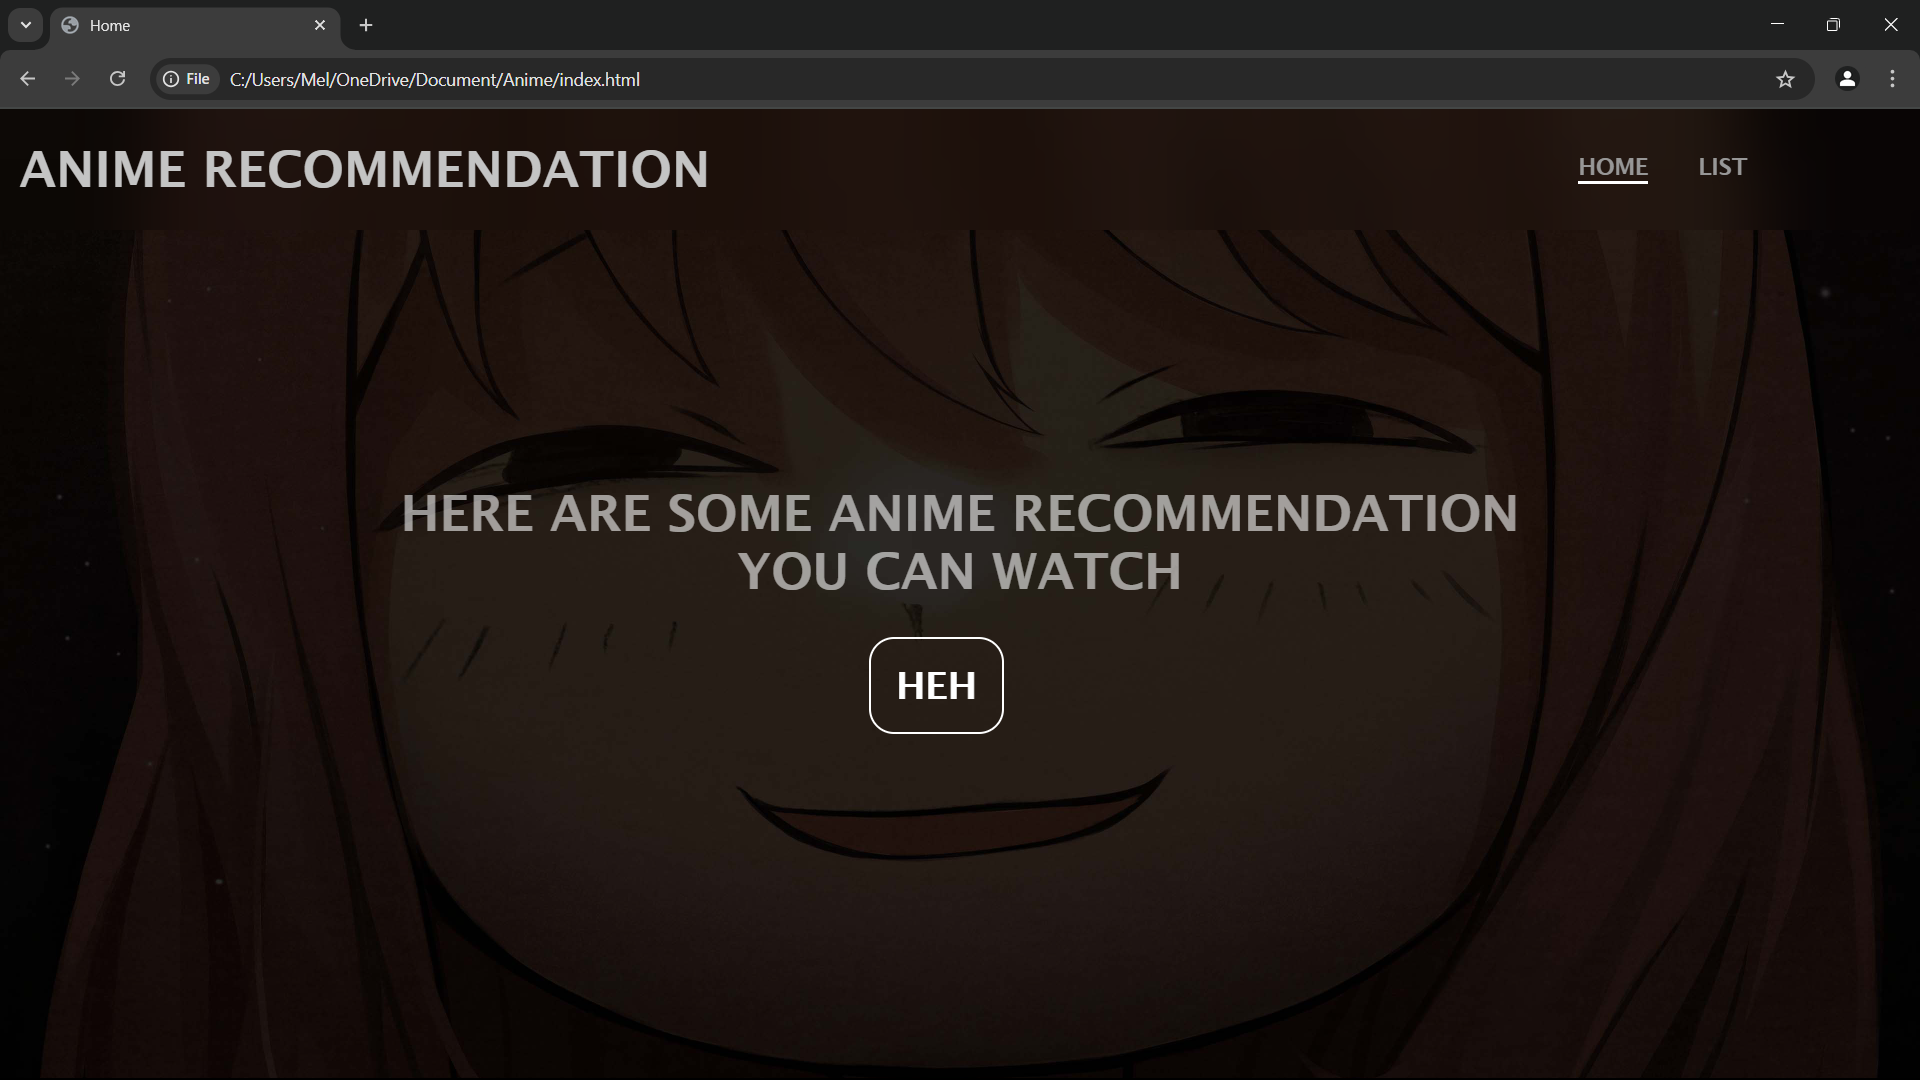 Home
File
C:/Users/Mel/OneDrive/Document/Anime/index.html
ANIME RECOMMENDATION
HOME
LIST
HERE ARE SOME ANIME RECOMMENDATION
YOU CAN WATCH
HEH